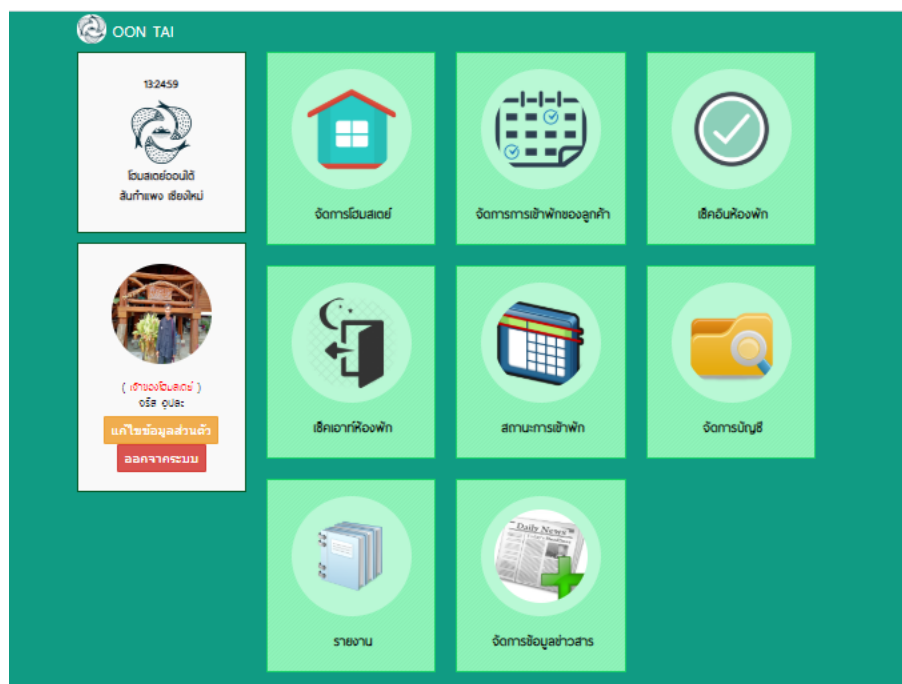 OON TAI
13:24:59
โฮมสเตย์ออนใต้
สันกำแพง เชียงใหม่
( เจ้าของโฮมสเตย์ )
จรัส อุปละ
แก้ไขข้อมูลส่วนตัว
ออกจากระบบ
จัดการโฮมสเตย์
จัดการการเข้าพักของลูกค้า
เช็คอินห้องพัก
เช็คเอาท์ห้องพัก
สถานะการเข้าพัก
จัดการบัญชี
รายงาน
Daily News
จัดการข้อมูลข่าวสาร